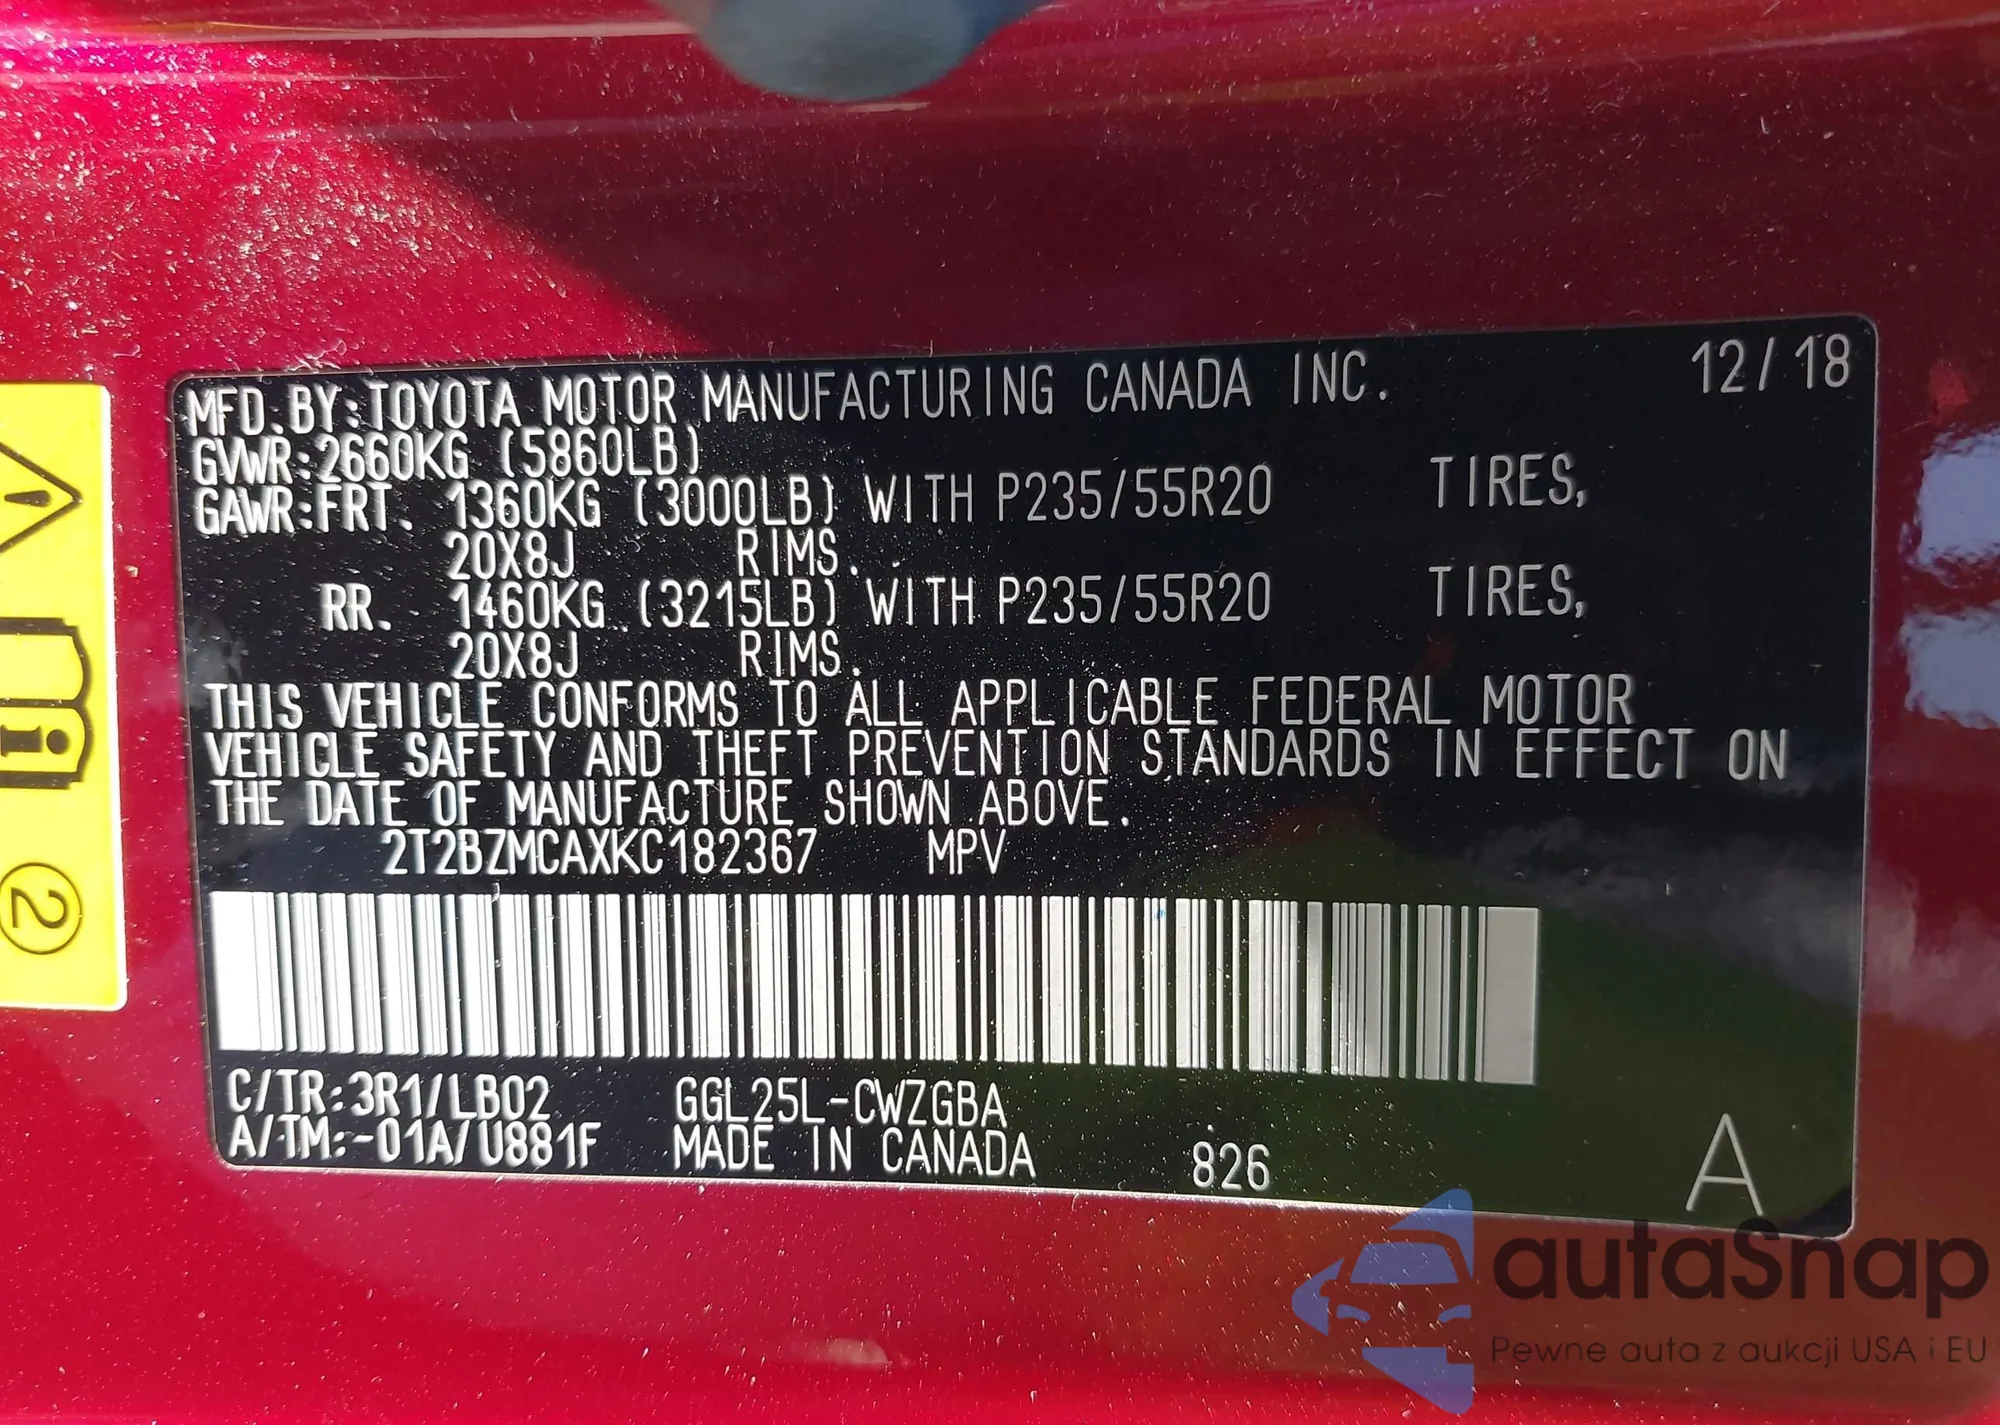 MFD. BY:TOYOTA MOTOR MANUFACTURING CANADA INC. 12/18
GVWR:2660KG (5860LB)
GAWR:FRT. 1360KG (3000LB) WITH P235/55R20 TIRES,
20X8J RIMS.
RR. 1460KG (3215LB) WITH P235/55R20 TIRES,
20X8J RIMS.
THIS VEHICLE CONFORMS TO ALL APPLICABLE FEDERAL MOTOR
VEHICLE SAFETY AND THEFT PREVENTION STANDARDS IN EFFECT ON
THE DATE OF MANUFACTURE SHOWN ABOVE.
2T2BZMCAXKC182367 MPV
C/TR:3R1/LB02 GGL25L-CWZGBA
A/TM:-01A/U881F MADE IN CANADA 826 A
2
autaSnap
Pewne auta z aukcji USA i EU